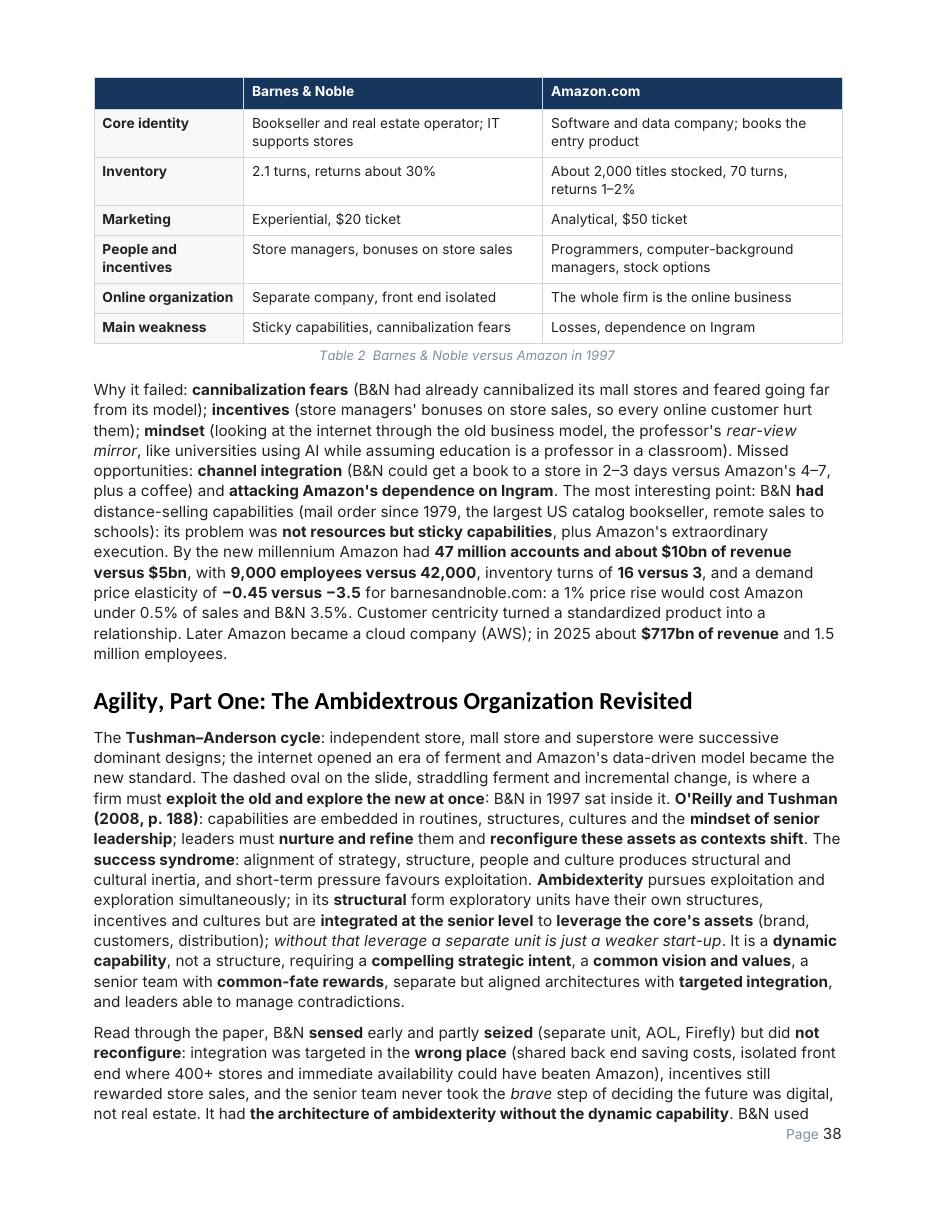 Barnes & Noble Amazon.com
Core identity Bookseller and real estate operator; IT Software and data company; books the
supports stores entry product
Inventory 2.1 turns, returns about 30% About 2,000 titles stocked, 70 turns,
returns 1–2%
Marketing Experiential, $20 ticket Analytical, $50 ticket
People and Store managers, bonuses on store sales Programmers, computer-background
incentives managers, stock options
Online organization Separate company, front end isolated The whole firm is the online business
Main weakness Sticky capabilities, cannibalization fears Losses, dependence on Ingram
Table 2 Barnes & Noble versus Amazon in 1997
Why it failed: cannibalization fears (B&N had already cannibalized its mall stores and feared going far
from its model); incentives (store managers' bonuses on store sales, so every online customer hurt
them); mindset (looking at the internet through the old business model, the professor's rear-view
mirror, like universities using AI while assuming education is a professor in a classroom). Missed
opportunities: channel integration (B&N could get a book to a store in 2–3 days versus Amazon's 4–7,
plus a coffee) and attacking Amazon's dependence on Ingram. The most interesting point: B&N had
distance-selling capabilities (mail order since 1979, the largest US catalog bookseller, remote sales to
schools): its problem was not resources but sticky capabilities, plus Amazon's extraordinary
execution. By the new millennium Amazon had 47 million accounts and about $10bn of revenue
versus $5bn, with 9,000 employees versus 42,000, inventory turns of 16 versus 3, and a demand
price elasticity of −0.45 versus −3.5 for barnesandnoble.com: a 1% price rise would cost Amazon
under 0.5% of sales and B&N 3.5%. Customer centricity turned a standardized product into a
relationship. Later Amazon became a cloud company (AWS); in 2025 about $717bn of revenue and 1.5
million employees.
Agility, Part One: The Ambidextrous Organization Revisited
The Tushman–Anderson cycle: independent store, mall store and superstore were successive
dominant designs; the internet opened an era of ferment and Amazon's data-driven model became the
new standard. The dashed oval on the slide, straddling ferment and incremental change, is where a
firm must exploit the old and explore the new at once: B&N in 1997 sat inside it. O'Reilly and Tushman
(2008, p. 188): capabilities are embedded in routines, structures, cultures and the mindset of senior
leadership; leaders must nurture and refine them and reconfigure these assets as contexts shift. The
success syndrome: alignment of strategy, structure, people and culture produces structural and
cultural inertia, and short-term pressure favours exploitation. Ambidexterity pursues exploitation and
exploration simultaneously; in its structural form exploratory units have their own structures,
incentives and cultures but are integrated at the senior level to leverage the core's assets (brand,
customers, distribution); without that leverage a separate unit is just a weaker start-up. It is a dynamic
capability, not a structure, requiring a compelling strategic intent, a common vision and values, a
senior team with common-fate rewards, separate but aligned architectures with targeted integration,
and leaders able to manage contradictions.
Read through the paper, B&N sensed early and partly seized (separate unit, AOL, Firefly) but did not
reconfigure: integration was targeted in the wrong place (shared back end saving costs, isolated front
end where 400+ stores and immediate availability could have beaten Amazon), incentives still
rewarded store sales, and the senior team never took the brave step of deciding the future was digital,
not real estate. It had the architecture of ambidexterity without the dynamic capability. B&N used
Page 38